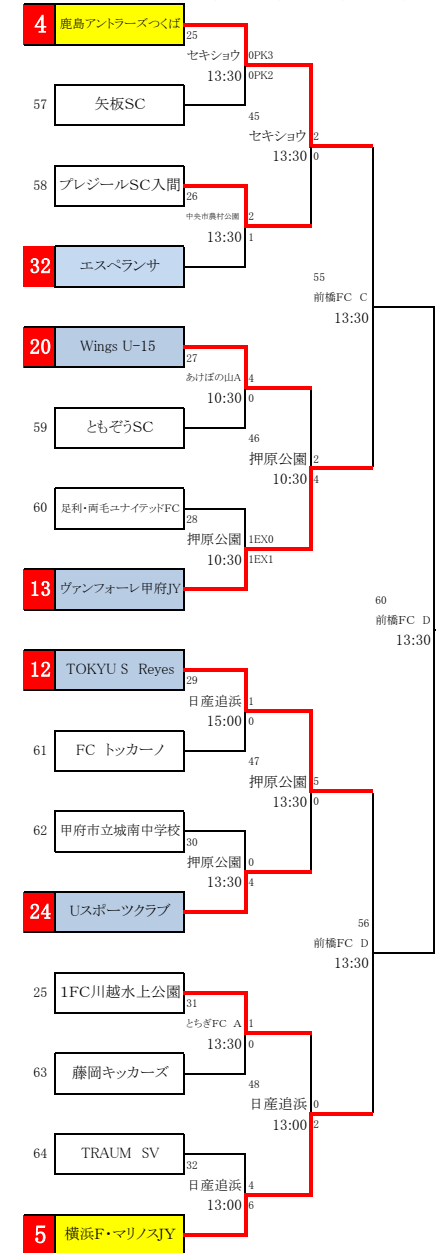 4 鹿島アントラーズつくば
25
セキショウ 0PK3
13:30 0PK2
57 矢板SC
45
セキショウ 2
13:30 0
58 プレジールSC入間
26
中央市農村公園 2
13:30 1
32 エスペランサ
55
前橋FC C
13:30
20 Wings U-15
27
あけぼの山A 4
10:30 0
59 ともぞうSC
46
押原公園 2
10:30 4
60 足利・両毛ユナイテッドFC
28
押原公園 1EX0
10:30 1EX1
13 ヴァンフォーレ甲府JY
60
前橋FC D
13:30
12 TOKYU S Reyes
29
日産追浜 1
15:00 0
61 FC トッカーノ
47
押原公園 5
13:30 0
62 甲府市立城南中学校
30
押原公園 0
13:30 4
24 Uスポーツクラブ
56
前橋FC D
13:30
25 1FC川越水上公園
31
とちぎFC A 1
13:30 0
63 藤岡キッカーズ
48
日産追浜 0
13:00 2
64 TRAUM SV
32
日産追浜 4
13:00 6
5 横浜F・マリノスJY